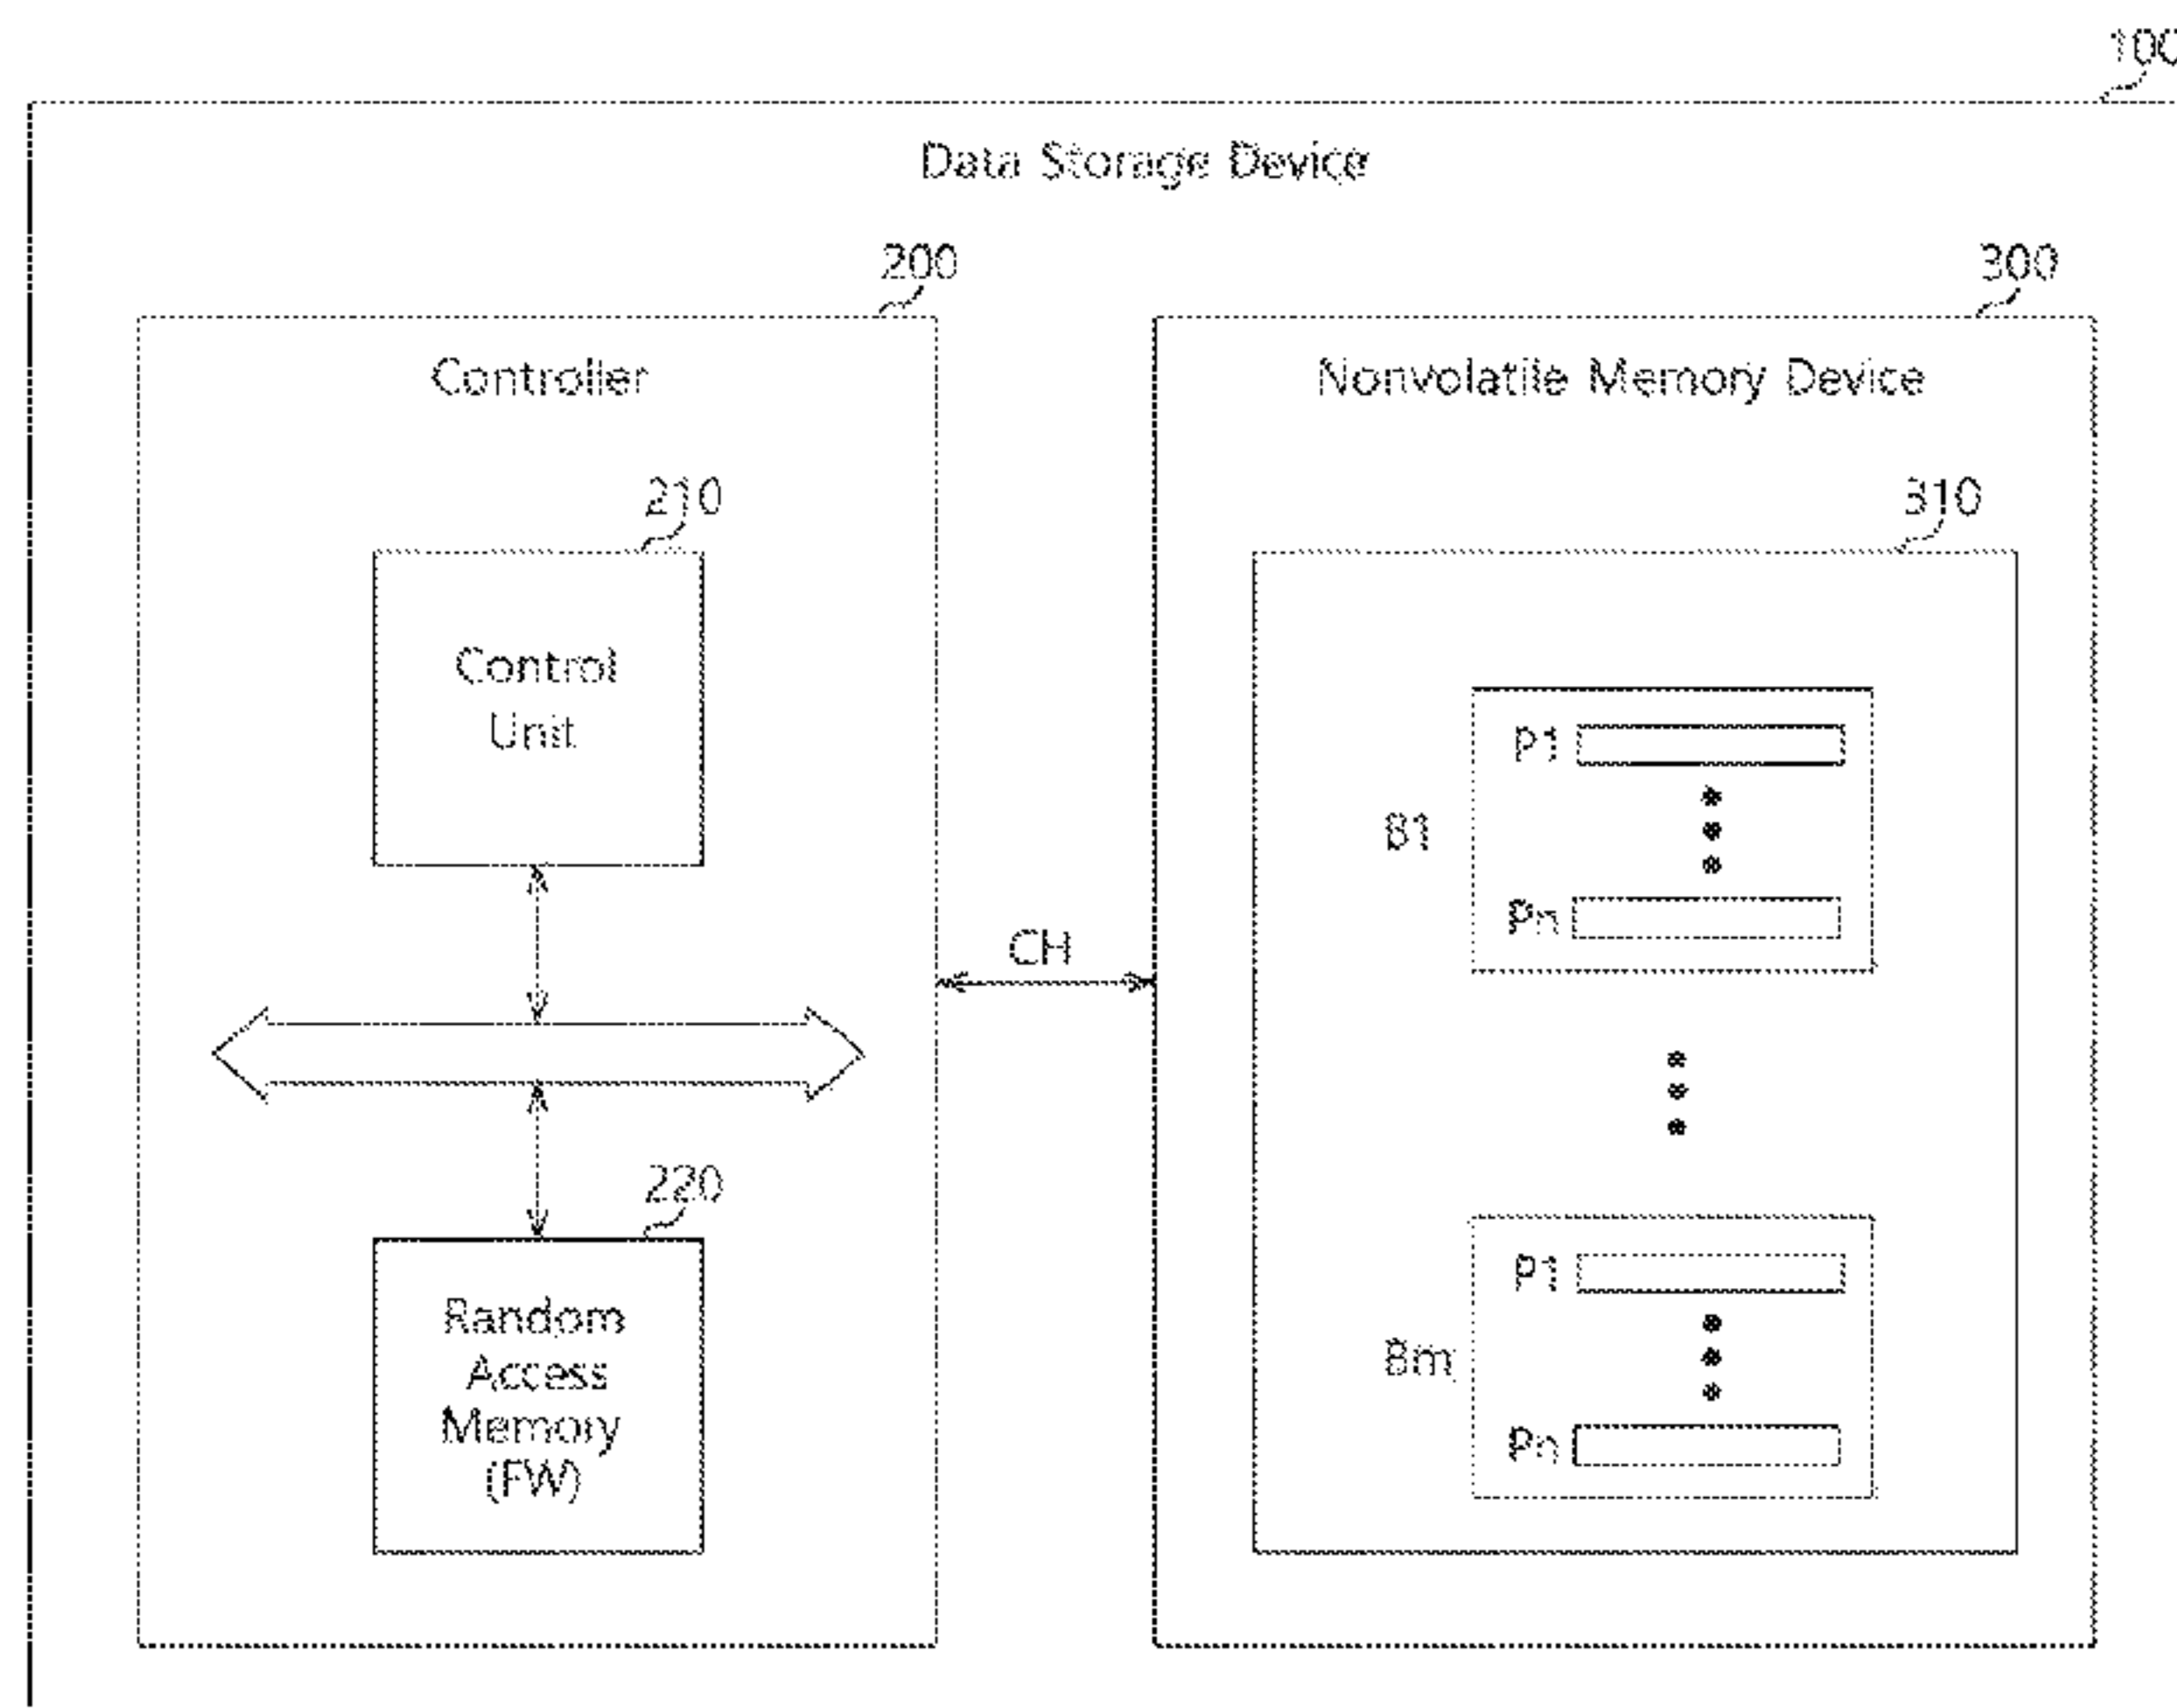 100
Data Storage Device
200
300
Controller
Nonvolatile Memory Device
210
310
Control
Unit
P1
B1
Pn
CH
220
Random
Access
Memory
(FW)
P1
Bm
Pn